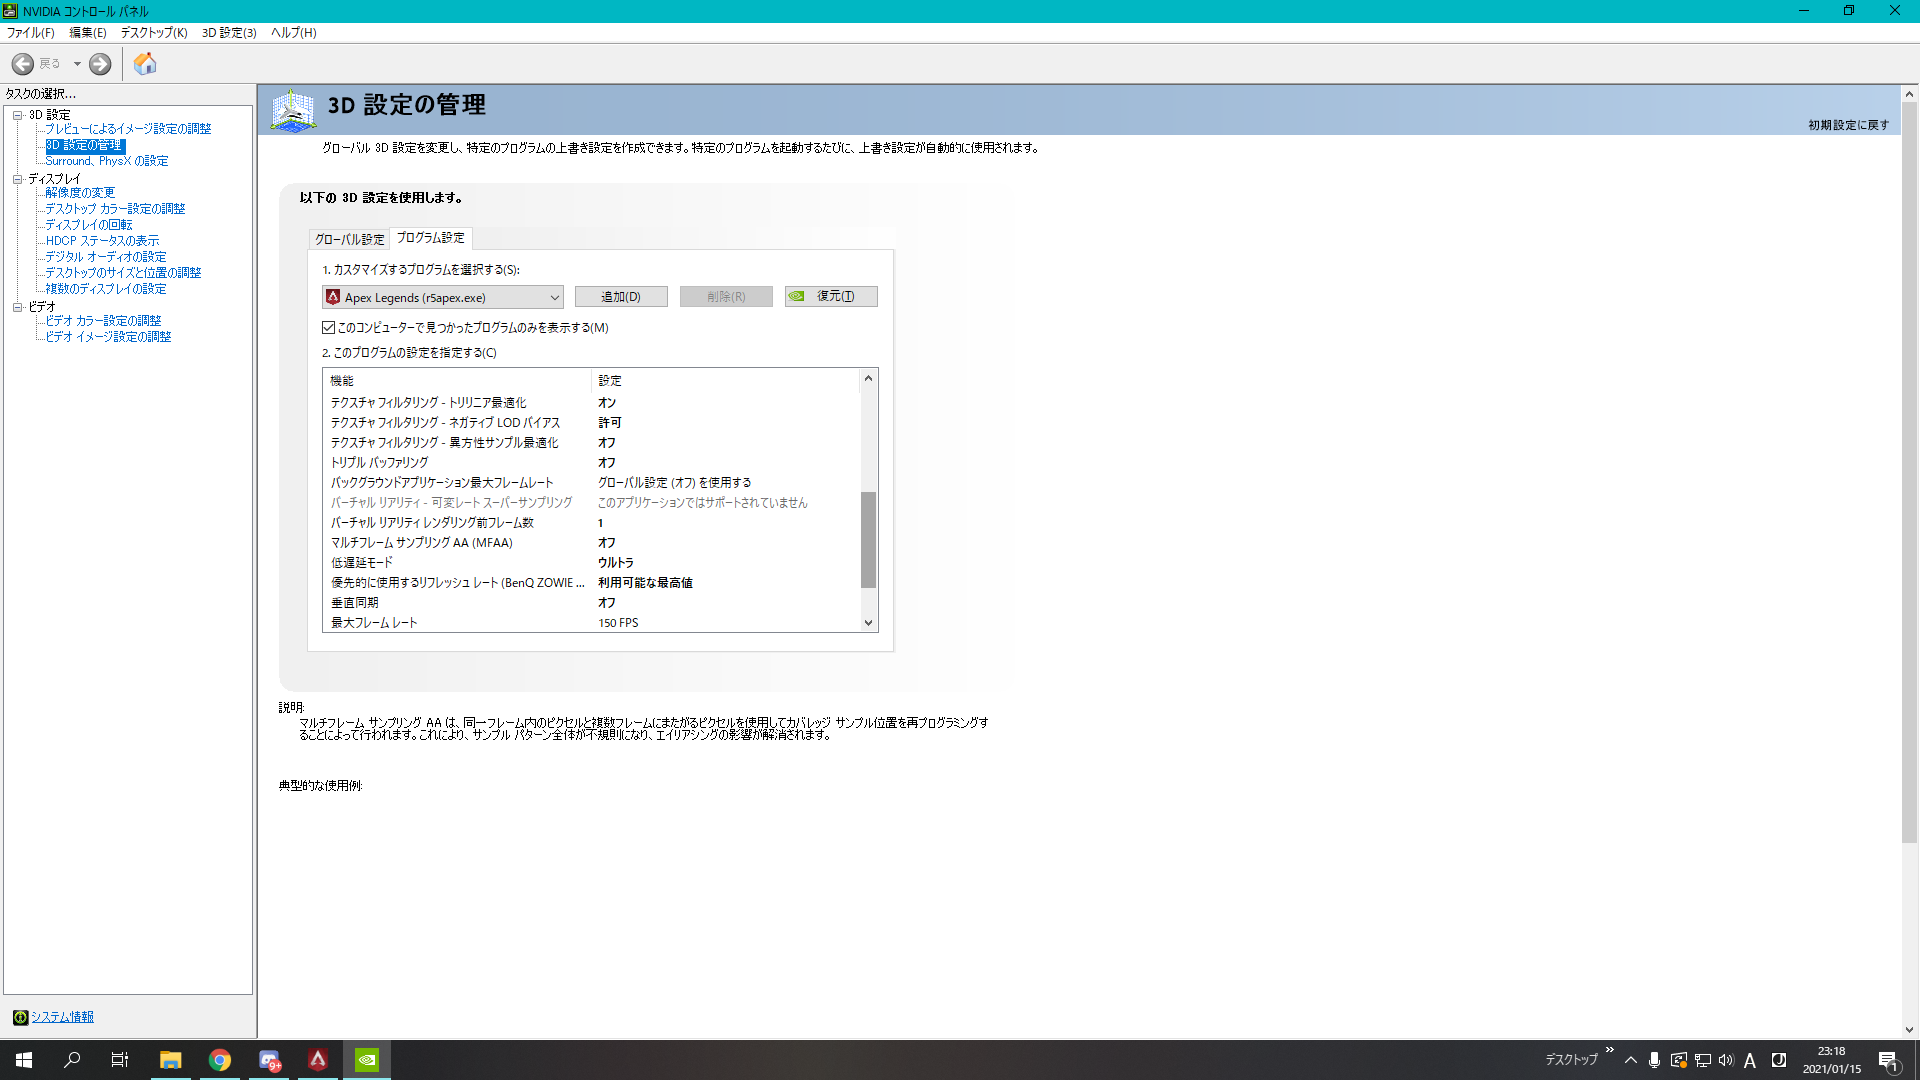 NVIDIA コントロール パネル
ファイル(F) 編集(E) デスクトップ(K) 3D 設定(3) ヘルプ(H)
戻る
タスクの選択...
3D 設定
プレビューによるイメージ設定の調整
3D 設定の管理
Surround、PhysX の設定
ディスプレイ
解像度の変更
デスクトップ カラー設定の調整
ディスプレイの回転
HDCP ステータスの表示
デジタル オーディオの設定
デスクトップのサイズと位置の調整
複数のディスプレイの設定
ビデオ
ビデオ カラー設定の調整
ビデオ イメージ設定の調整
システム情報
3D 設定の管理
初期設定に戻す
グローバル 3D 設定を変更し、特定のプログラムの上書き設定を作成できます。特定のプログラムを起動するたびに、上書き設定が自動的に使用されます。
以下の 3D 設定を使用します。
グローバル設定 プログラム設定
1. カスタマイズするプログラムを選択する(S):
Apex Legends (r5apex.exe) 追加(D) 削除(R) 復元(T)
このコンピューターで見つかったプログラムのみを表示する(M)
2. このプログラムの設定を指定する(C)
機能 設定
テクスチャ フィルタリング - トリリニア最適化 オン
テクスチャ フィルタリング - ネガティブ LOD バイアス 許可
テクスチャ フィルタリング - 異方性サンプル最適化 オフ
トリプル バッファリング オフ
バックグラウンドアプリケーション最大フレームレート グローバル設定 (オフ) を使用する
バーチャル リアリティ - 可変レート スーパーサンプリング このアプリケーションではサポートされていません
バーチャル リアリティ レンダリング前フレーム数 1
マルチフレーム サンプリング AA (MFAA) オフ
低遅延モード ウルトラ
優先的に使用するリフレッシュ レート (BenQ ZOWIE ... 利用可能な最高値
垂直同期 オフ
最大フレーム レート 150 FPS
説明:
マルチフレーム サンプリング AA は、同一フレーム内のピクセルと複数フレームにまたがるピクセルを使用してカバレッジ サンプル位置を再プログラミングす
ることによって行われます。これにより、サンプル パターン全体が不規則になり、エイリアシングの影響が解消されます。
典型的な使用例:
9+
デスクトップ
A
J
23:18
2021/01/15
1